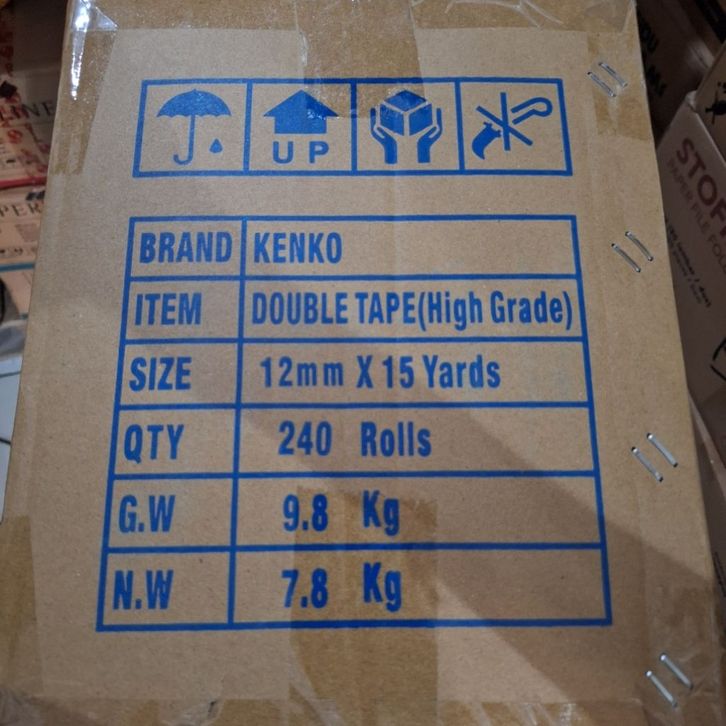 UP
BRAND KENKO
ITEM DOUBLE TAPE(High Grade)
SIZE 12mm X 15 Yards
QTY 240 Rolls
G.W 9.8 Kg
N.W 7.8 Kg